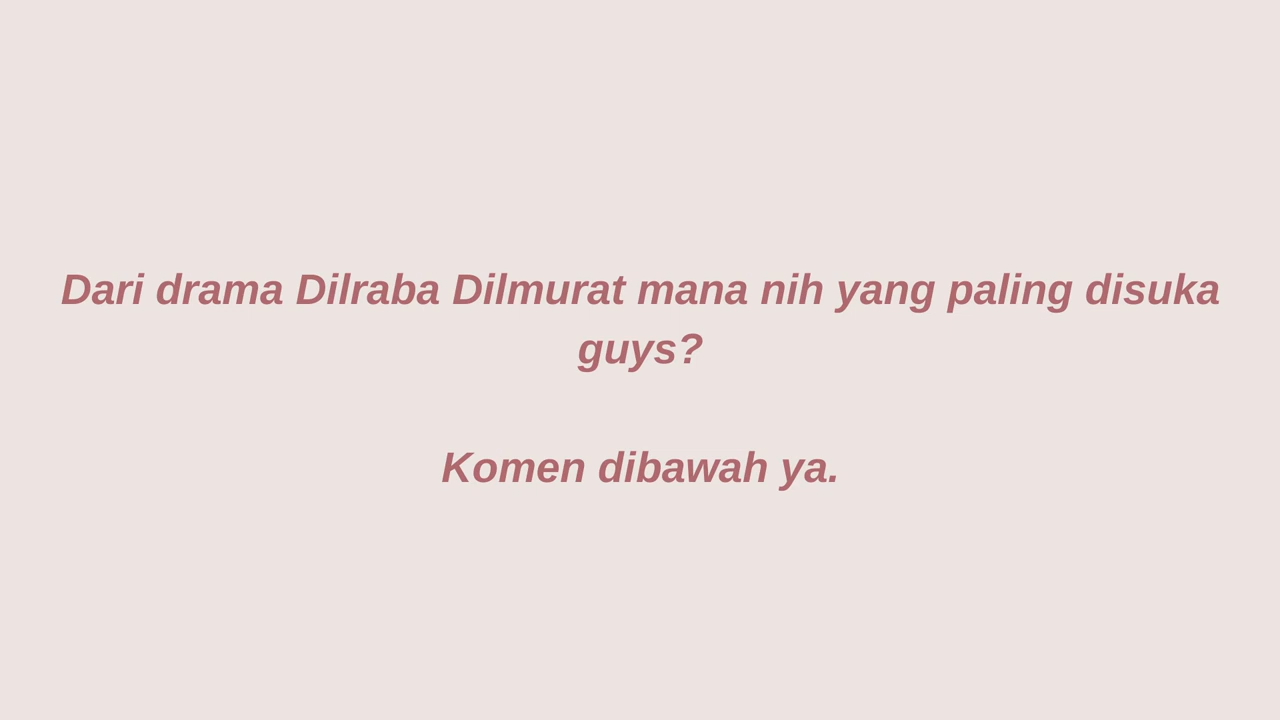 Dari drama Dilraba Dilmurat mana nih yang paling disuka
guys?
Komen dibawah ya.